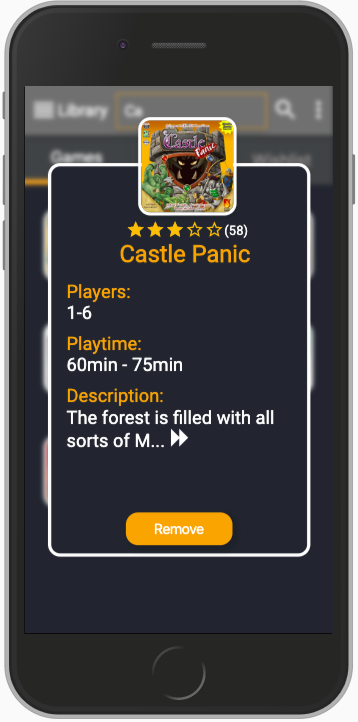 Library
Ca
Games
Castle
Panic
(58)
Castle Panic
Players:
1-6
Playtime:
60min - 75min
Description:
The forest is filled with all
sorts of M...
Remove